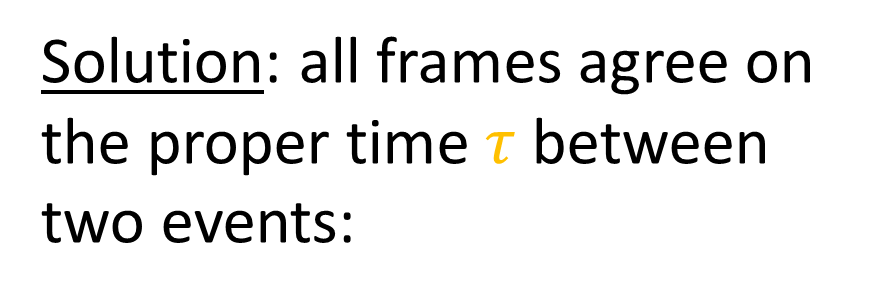 Solution: all frames agree on
the proper time τ between
two events: